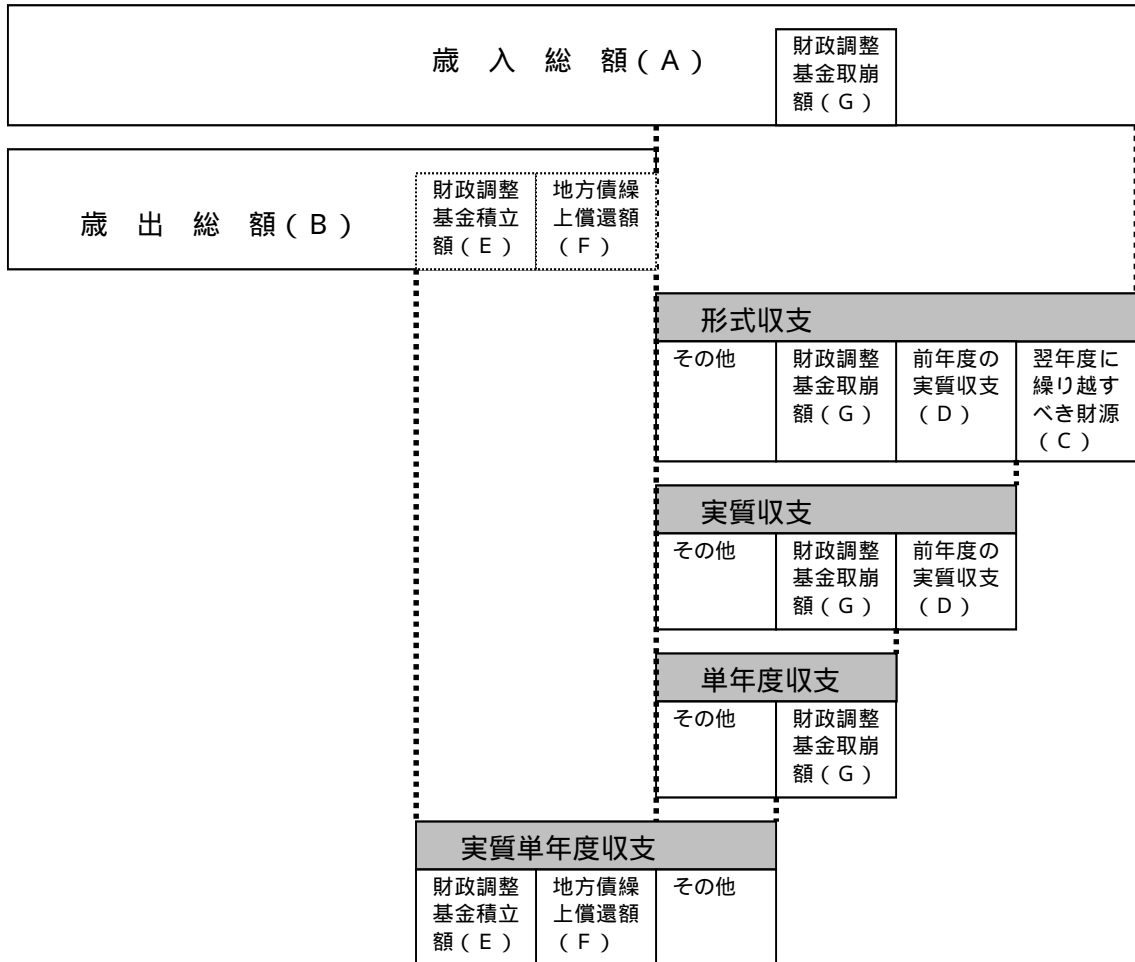 歳 入 総 額(A)
財政調整
基金取崩
額(G)
歳 出 総 額(B)
財政調整
基金積立
額(E)
地方債繰
上償還額
(F)
形式収支
その他
財政調整
基金取崩
額(G)
前年度の
実質収支
(D)
翌年度に
繰り越す
べき財源
(C)
実質収支
その他
財政調整
基金取崩
額(G)
前年度の
実質収支
(D)
単年度収支
その他
財政調整
基金取崩
額(G)
実質単年度収支
財政調整
基金積立
額(E)
地方債繰
上償還額
(F)
その他